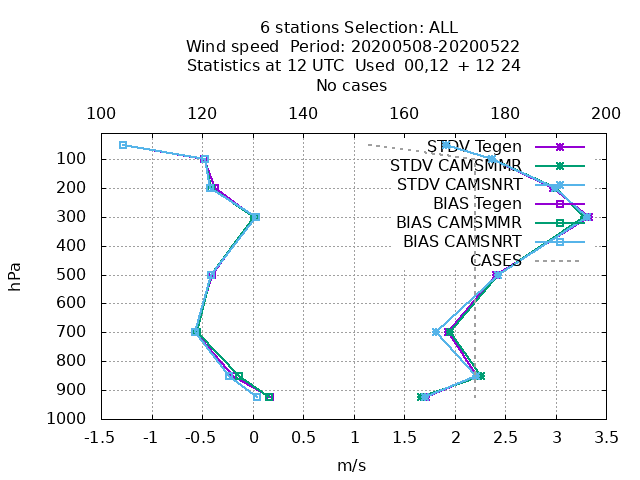 6 stations Selection: ALL
Wind speed  Period: 20200508-20200522
Statistics at 12 UTC  Used  00,12  + 12 24
No cases
100 120 140 160 180 200
STDV Tegen
STDV CAMSMMR
STDV CAMSNRT
BIAS Tegen
BIAS CAMSMMR
BIAS CAMSNRT
CASES
100
200
300
400
500
600
700
800
900
1000
hPa
-1.5 -1 -0.5 0 0.5 1 1.5 2 2.5 3 3.5
m/s